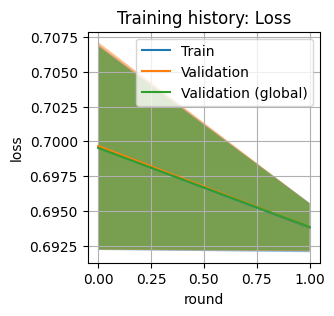 Training history: Loss
Train
Validation
Validation (global)
loss
0.7075
0.7050
0.7025
0.7000
0.6975
0.6950
0.6925
0.00 0.25 0.50 0.75 1.00
round